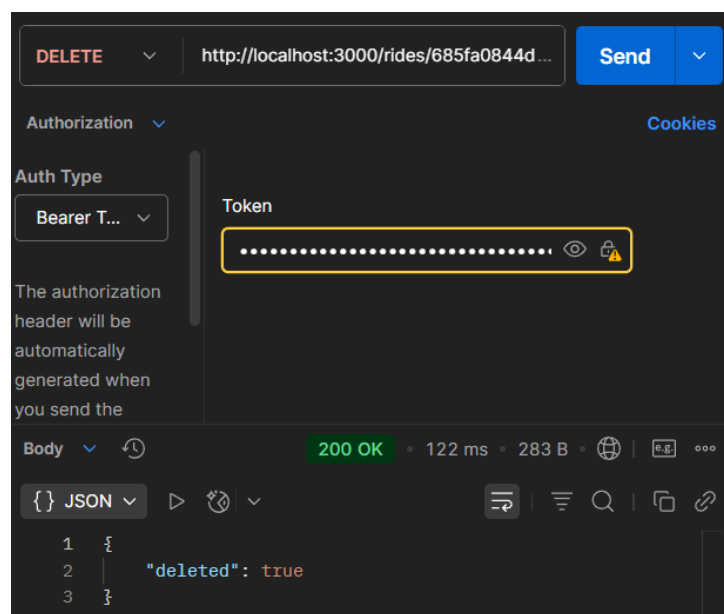 DELETE
http://localhost:3000/rides/685fa0844d...
Send
Authorization
Cookies
Auth Type
Bearer T...
Token
••••••••••••••••••••••••••••••••
The authorization
header will be
automatically
generated when
you send the
Body
200 OK • 122 ms • 283 B
e.g.
{} JSON
1 {
2 "deleted": true
3 }